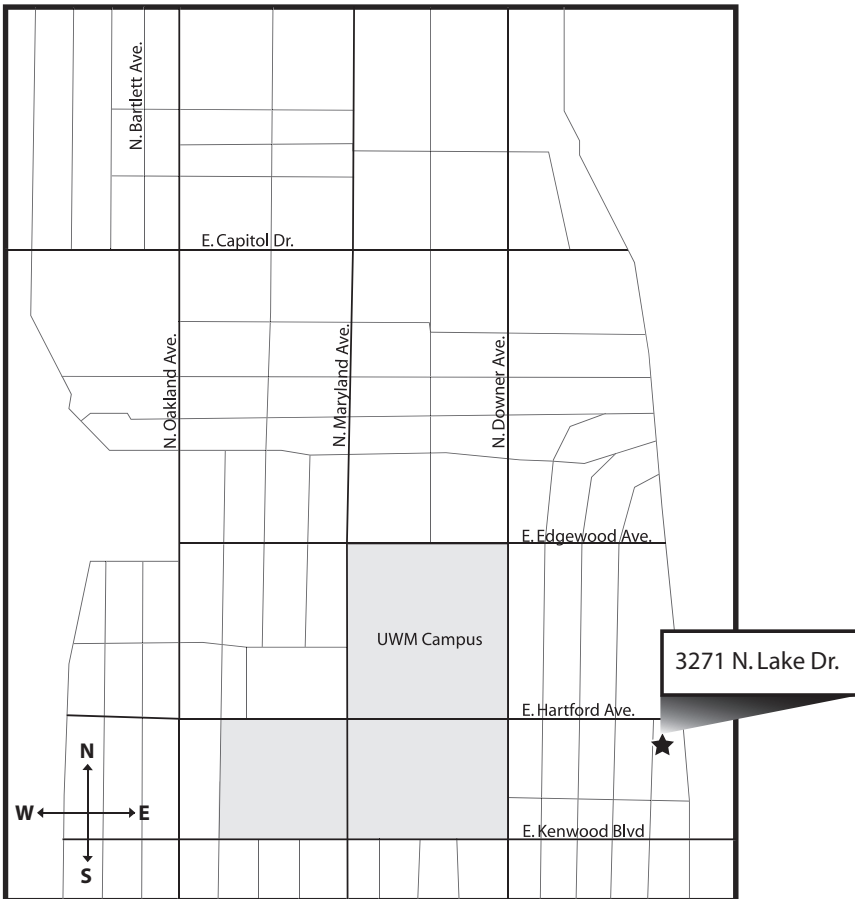 N. Bartlett Ave.
E. Capitol Dr.
N. Oakland Ave.
N. Maryland Ave.
N. Downer Ave.
E. Edgewood Ave.
UWM Campus
3271 N. Lake Dr.
E. Hartford Ave.
N
W
E
S
E. Kenwood Blvd